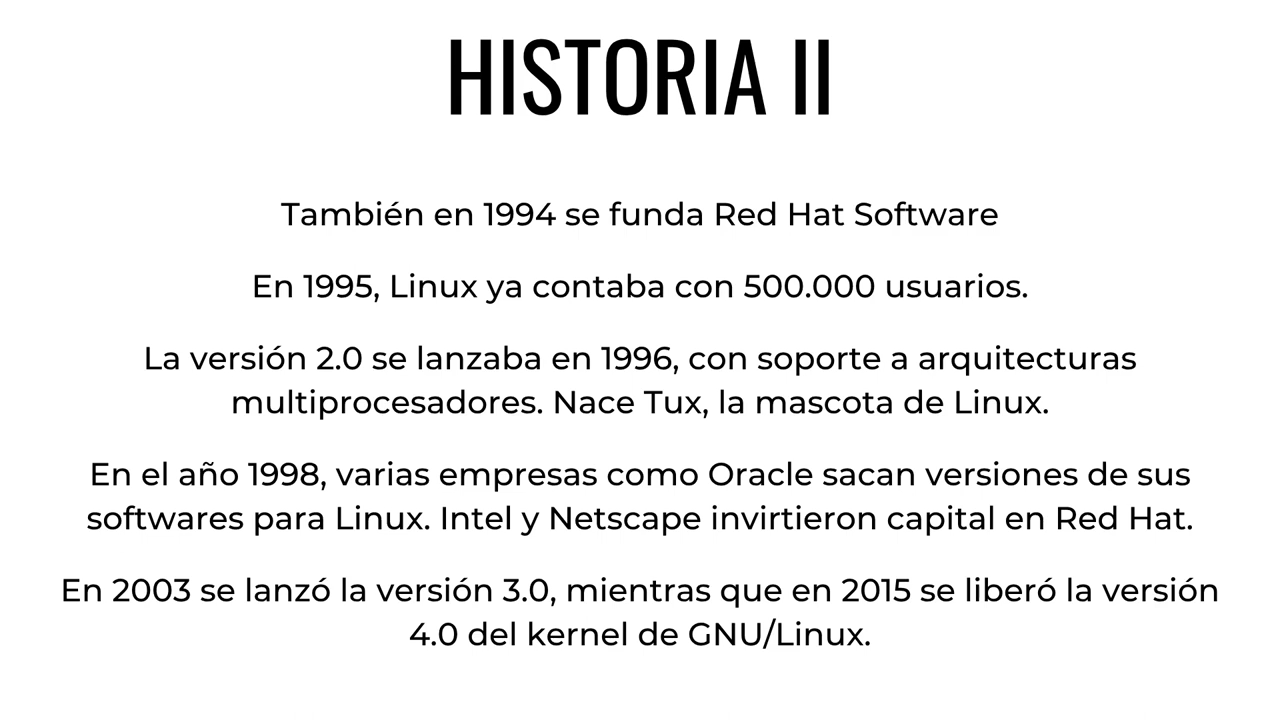 HISTORIA II
También en 1994 se funda Red Hat Software
En 1995, Linux ya contaba con 500.000 usuarios.
La versión 2.0 se lanzaba en 1996, con soporte a arquitecturas
multiprocesadores. Nace Tux, la mascota de Linux.
En el año 1998, varias empresas como Oracle sacan versiones de sus
softwares para Linux. Intel y Netscape invirtieron capital en Red Hat.
En 2003 se lanzó la versión 3.0, mientras que en 2015 se liberó la versión
4.0 del kernel de GNU/Linux.